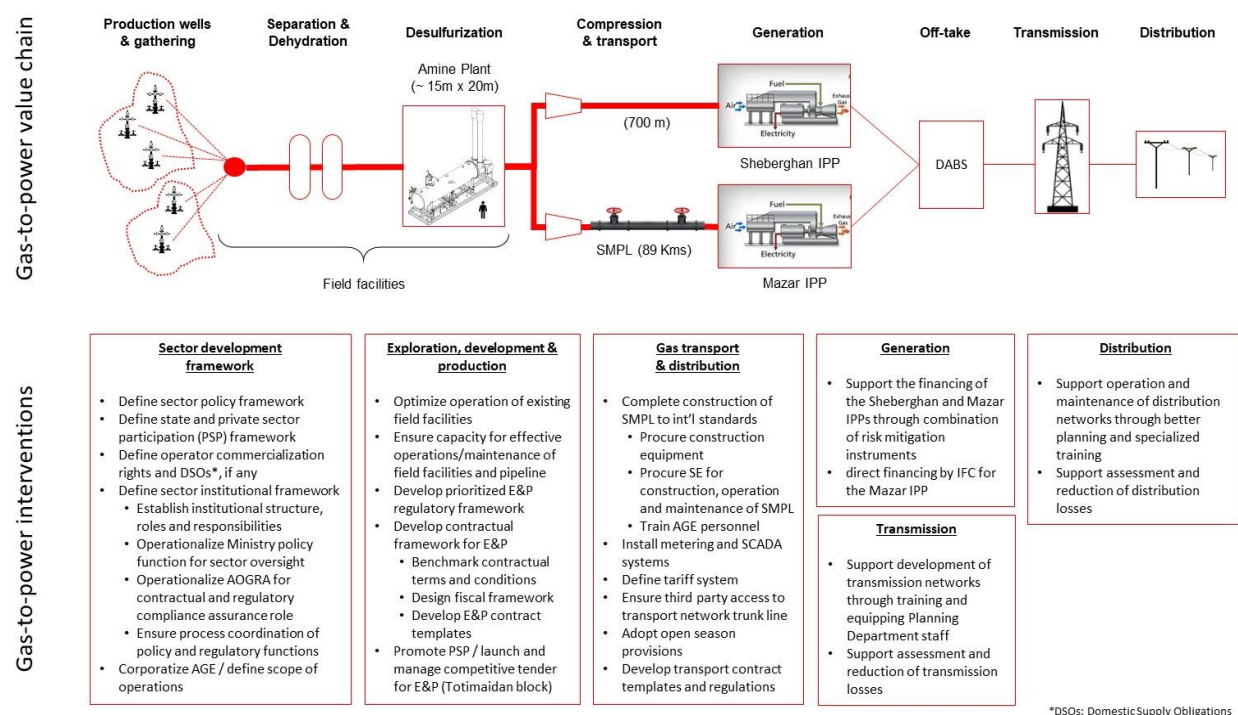 Gas-to-power value chain
Production wells
& gathering
Separation &
Dehydration
Desulfurization
Compression
& transport
Generation
Off-take
Transmission
Distribution
Amine Plant
(~ 15m x 20m)
(700 m)
Fuel
Air
Exhaust
Gas
Electricity
Sheberghan IPP
DABS
SMPL (89 Kms)
Fuel
Air
Exhaust
Gas
Electricity
Mazar IPP
Field facilities
Gas-to-power interventions
Sector development
framework
• Define sector policy framework
• Define state and private sector
participation (PSP) framework
• Define operator commercialization
rights and DSOs*, if any
• Define sector institutional framework
• Establish institutional structure,
roles and responsibilities
• Operationalize Ministry policy
function for sector oversight
• Operationalize AOGRA for
contractual and regulatory
compliance assurance role
• Ensure process coordination of
policy and regulatory functions
• Corporatize AGE / define scope of
operations
Exploration, development &
production
• Optimize operation of existing
field facilities
• Ensure capacity for effective
operations/maintenance of
field facilities and pipeline
• Develop prioritized E&P
regulatory framework
• Develop contractual
framework for E&P
• Benchmark contractual
terms and conditions
• Design fiscal framework
• Develop E&P contract
templates
• Promote PSP / launch and
manage competitive tender
for E&P (Totimaidan block)
Gas transport
& distribution
• Complete construction of
SMPL to int'l standards
• Procure construction
equipment
• Procure SE for
construction, operation
and maintenance of SMPL
• Train AGE personnel
• Install metering and SCADA
systems
• Define tariff system
• Ensure third party access to
transport network trunk line
• Adopt open season
provisions
• Develop transport contract
templates and regulations
Generation
• Support the financing of
the Sheberghan and Mazar
IPPs through combination
of risk mitigation
instruments
• direct financing by IFC for
the Mazar IPP
Transmission
• Support development of
transmission networks
through training and
equipping Planning
Department staff
• Support assessment and
reduction of transmission
losses
Distribution
• Support operation and
maintenance of distribution
networks through better
planning and specialized
training
• Support assessment and
reduction of distribution
losses
*DSOs: Domestic Supply Obligations